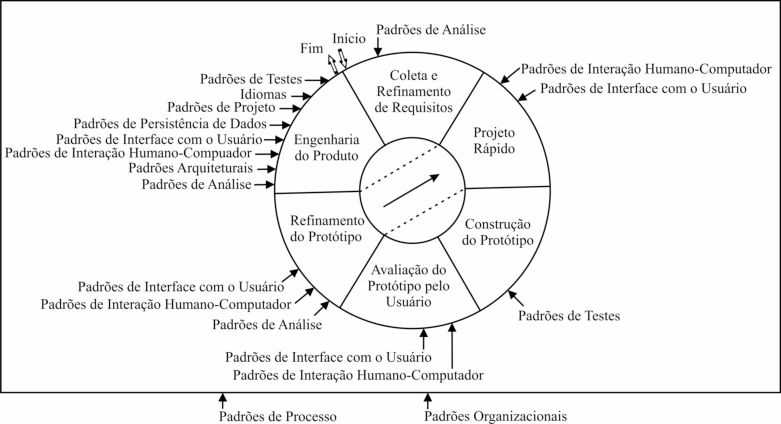 Início
Fim
Padrões de Análise
Padrões de Testes
Idiomas
Padrões de Projeto
Padrões de Persistência de Dados
Padrões de Interface com o Usuário
Padrões de Interação Humano-Compuador
Padrões Arquiteturais
Padrões de Análise
Coleta e
Refinamento
de Requisitos
Padrões de Interação Humano-Computador
Padrões de Interface com o Usuário
Projeto
Rápido
Engenharia
do Produto
Refinamento
do Protótipo
Construção
do Protótipo
Avaliação do
Protótipo pelo
Usuário
Padrões de Interface com o Usuário
Padrões de Interação Humano-Computador
Padrões de Análise
Padrões de Testes
Padrões de Interface com o Usuário
Padrões de Interação Humano-Computador
Padrões de Processo
Padrões Organizacionais